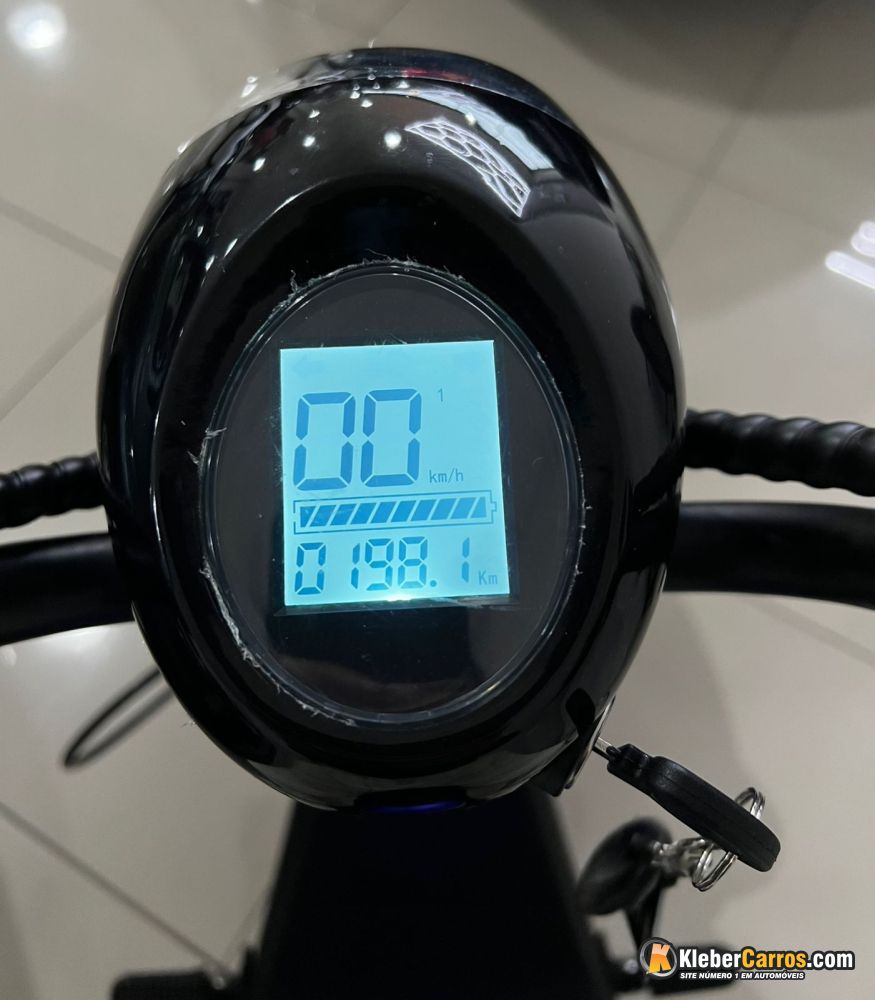 1
00
km/h
0198.1 Km
KleberCarros.com
SITE NÚMERO 1 EM AUTOMÓVEIS